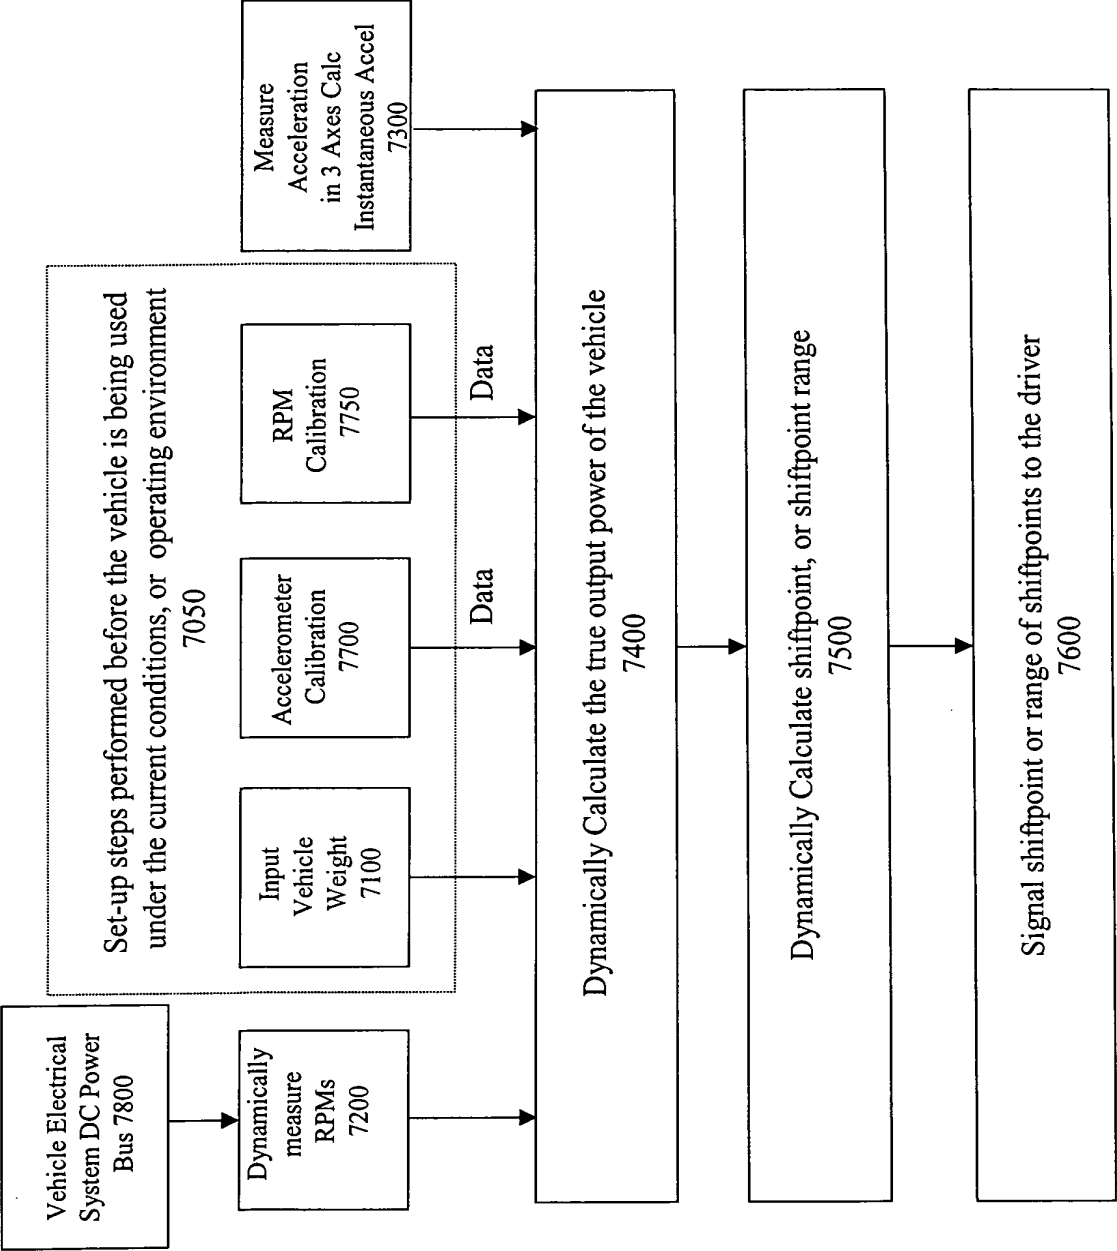 Vehicle Electrical
System DC Power
Bus 7800
Dynamically
measure
RPMs
7200
Set-up steps performed before the vehicle is being used
under the current conditions, or operating environment
7050
Input
Vehicle
Weight
7100
Accelerometer
Calibration
7700
Data
RPM
Calibration
7750
Data
Measure
Acceleration
in 3 Axes Calc
Instantaneous Accel
7300
Dynamically Calculate the true output power of the vehicle
7400
Dynamically Calculate shiftpoint, or shiftpoint range
7500
Signal shiftpoint or range of shiftpoints to the driver
7600